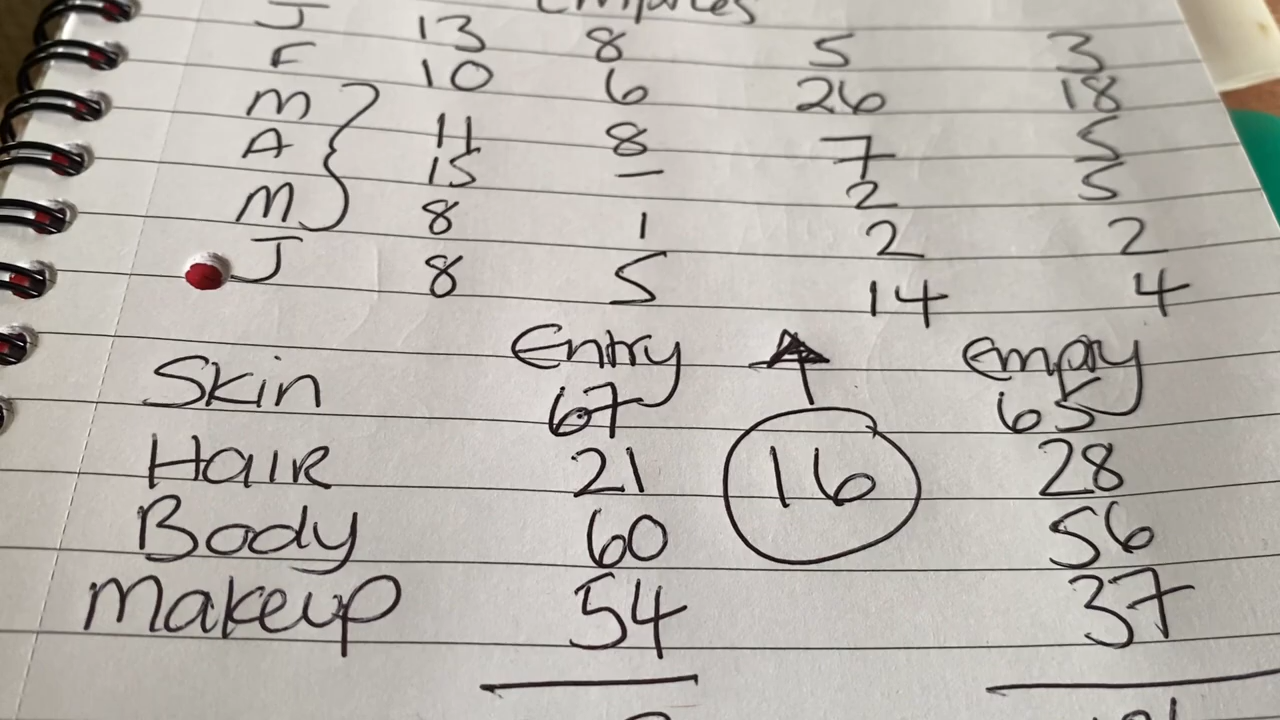 J 13 8 5 3
F 10 6 26 18
M 11 8 7 5
A 15 – 2 5
M 8 1 2 2
J 8 5 14 4
Entry Empty
Skin 67 65
Hair 21 16 28
Body 60 56
Makeup 54 37